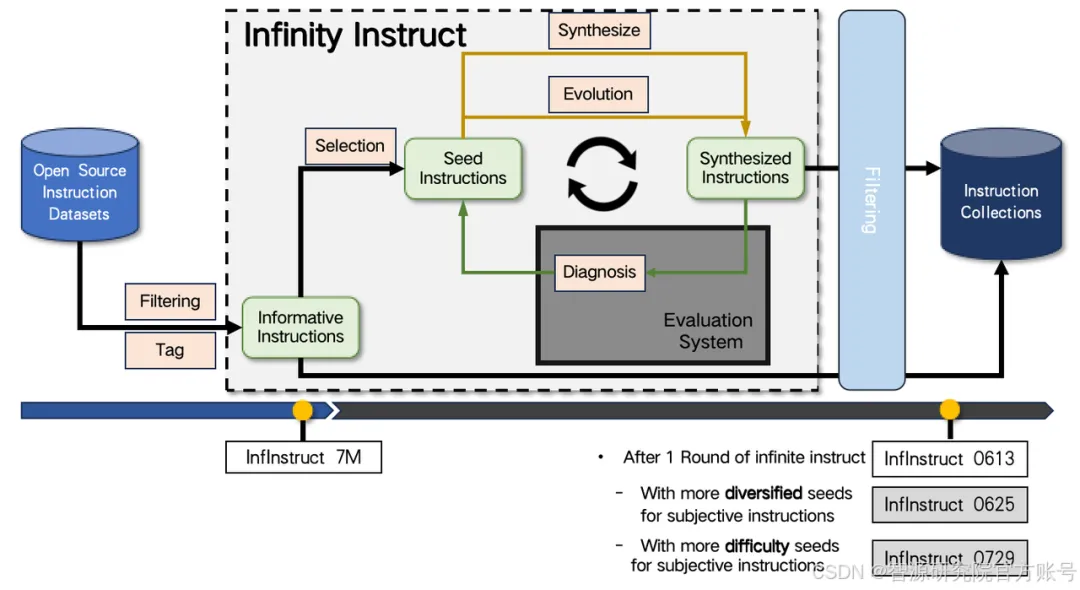 Infinity Instruct
Synthesize
Evolution
Selection
Seed
Instructions
Synthesized
Instructions
Open Source
Instruction
Datasets
Filtering
Instruction
Collections
Diagnosis
Filtering
Tag
Informative
Instructions
Evaluation
System
InfInstruct 7M
• After 1 Round of infinite instruct
InfInstruct 0613
- With more diversified seeds
for subjective instructions
InfInstruct 0625
- With more difficulty seeds
for subjective instructions
InfInstruct 0729
CSDN @智源研究院官方账号